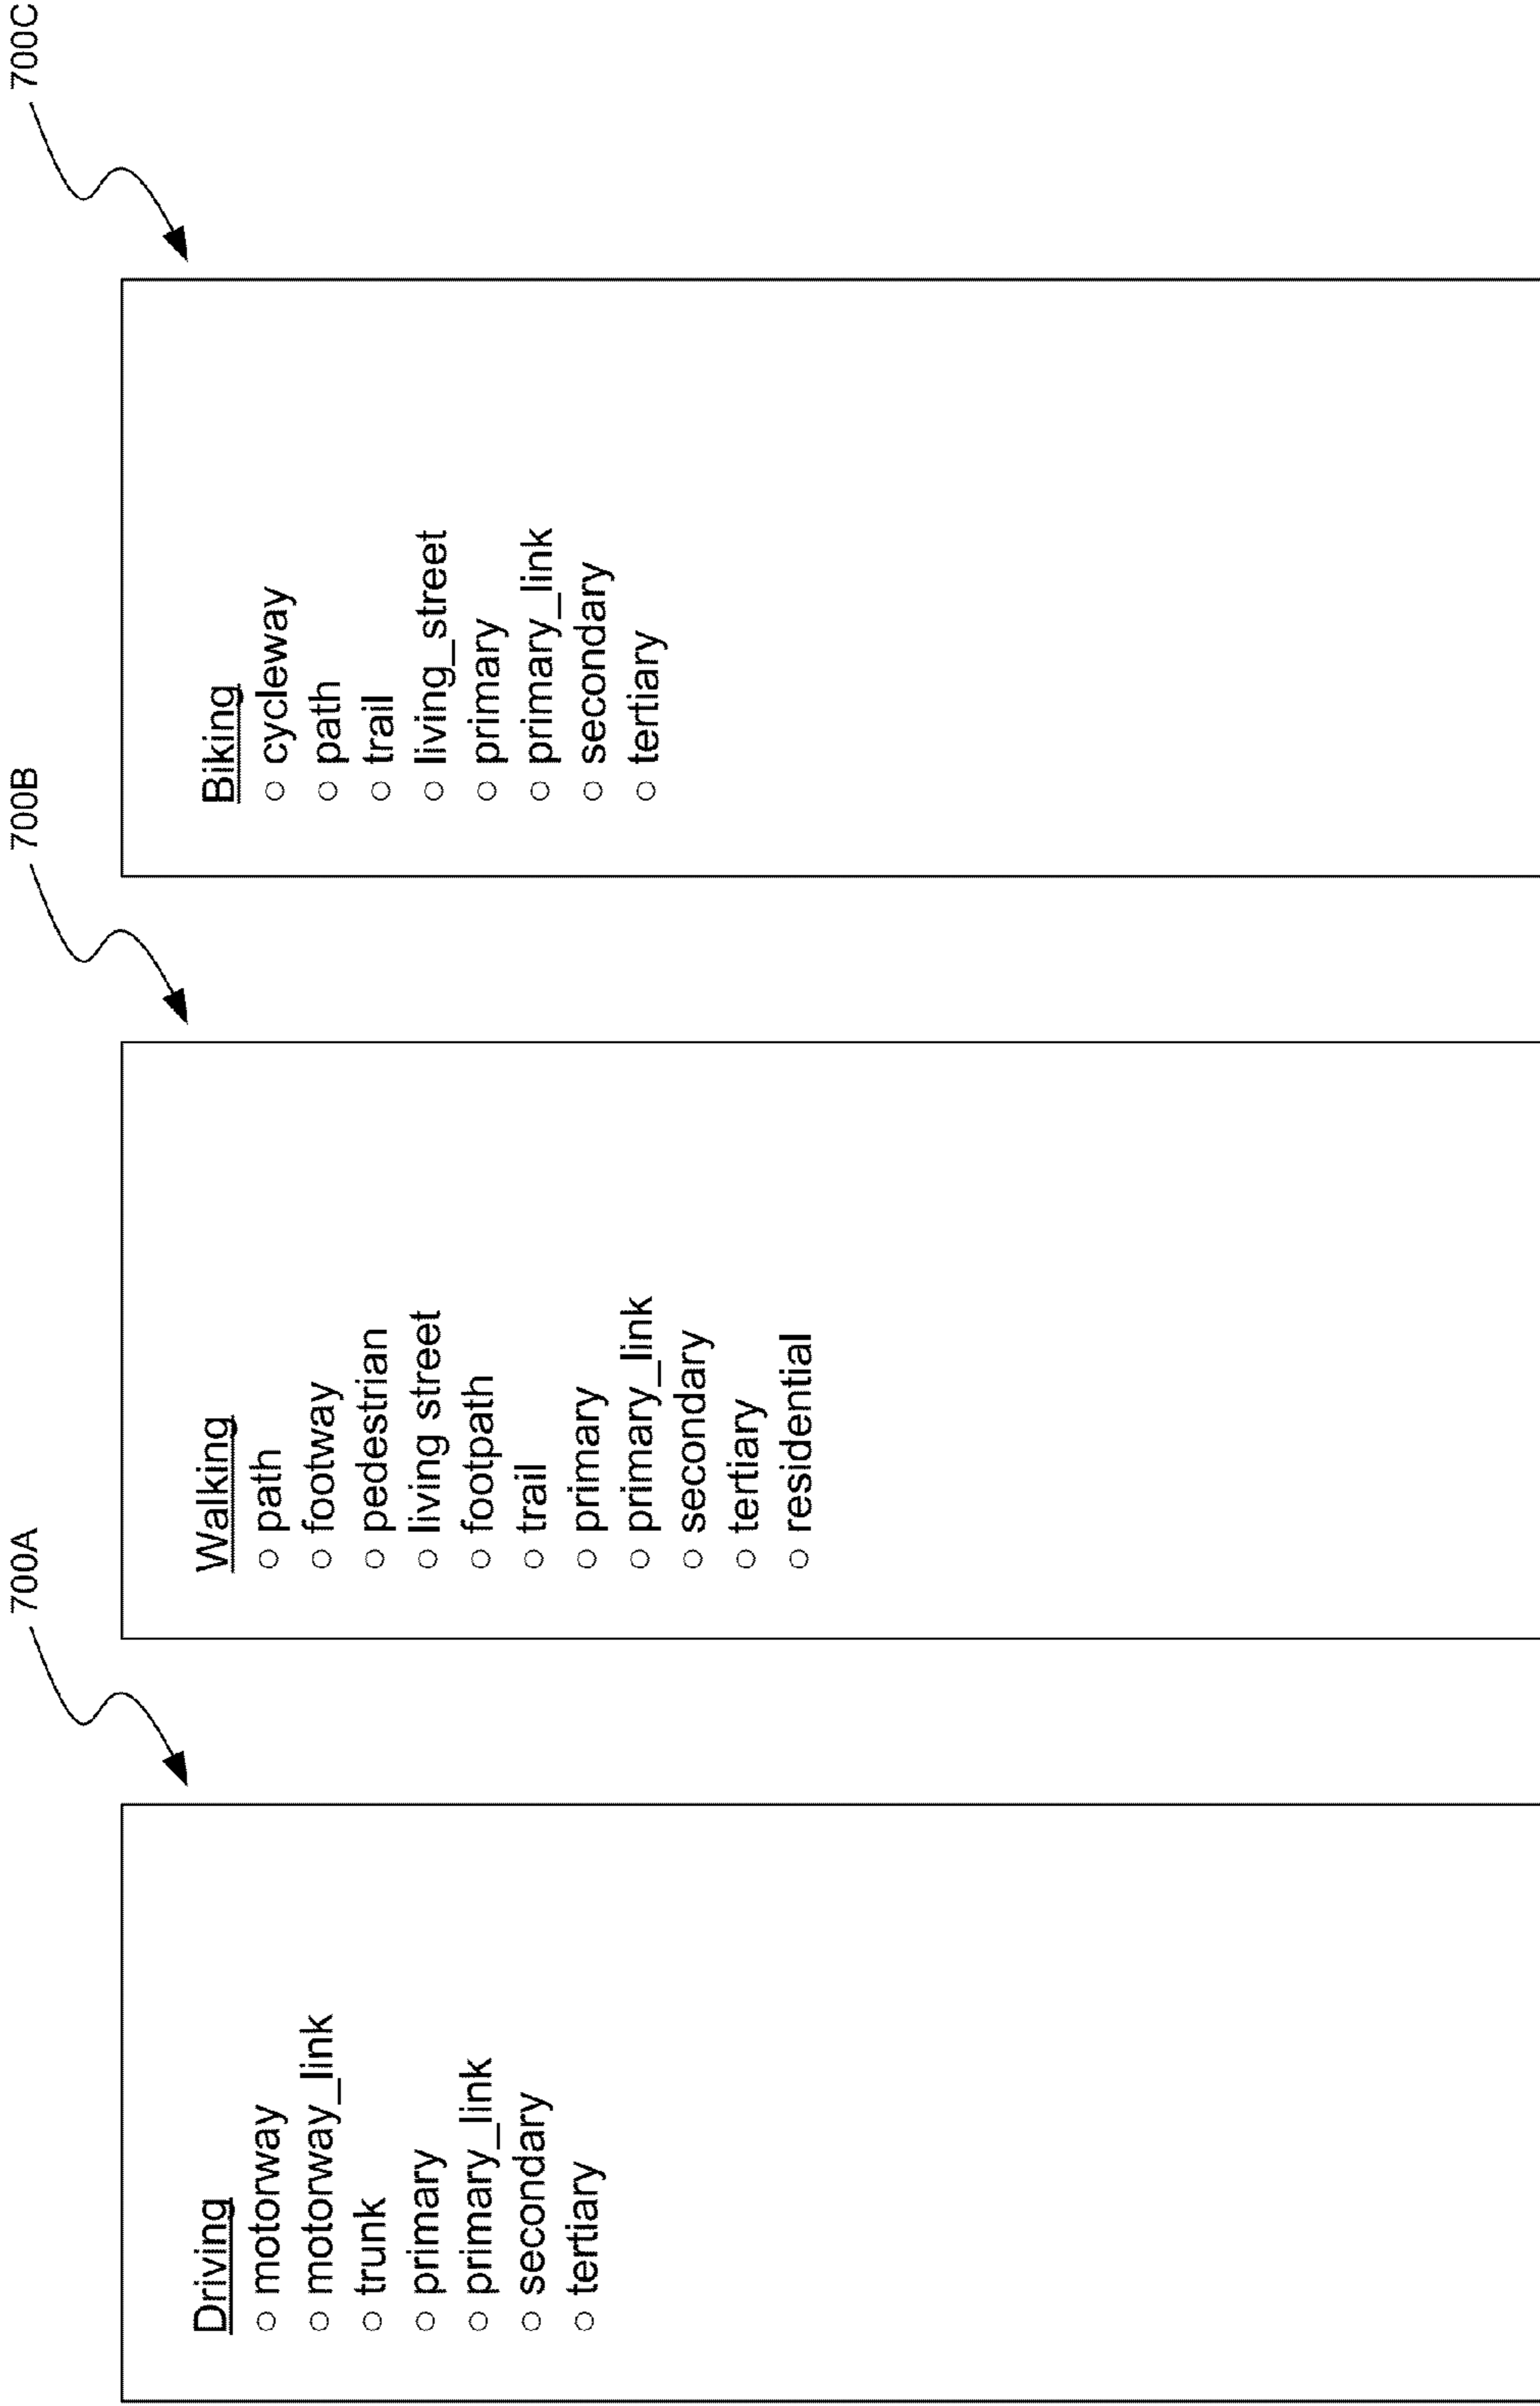 700A
Driving
○ motorway
○ motorway_link
○ trunk
○ primary
○ primary_link
○ secondary
○ tertiary
700B
Walking
○ path
○ footway
○ pedestrian
○ living street
○ footpath
○ trail
○ primary
○ primary_link
○ secondary
○ tertiary
○ residential
700C
Biking
○ cycleway
○ path
○ trail
○ living_street
○ primary
○ primary_link
○ secondary
○ tertiary